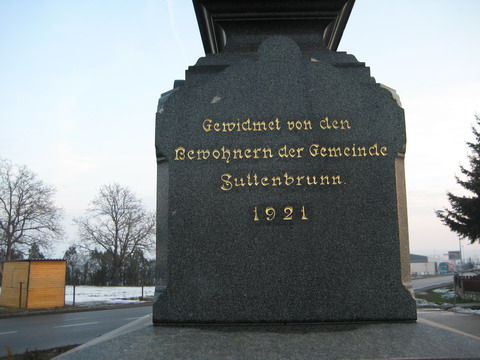 Gewidmet von den
Bewohnern der Gemeinde
Suttenbrunn.
1921